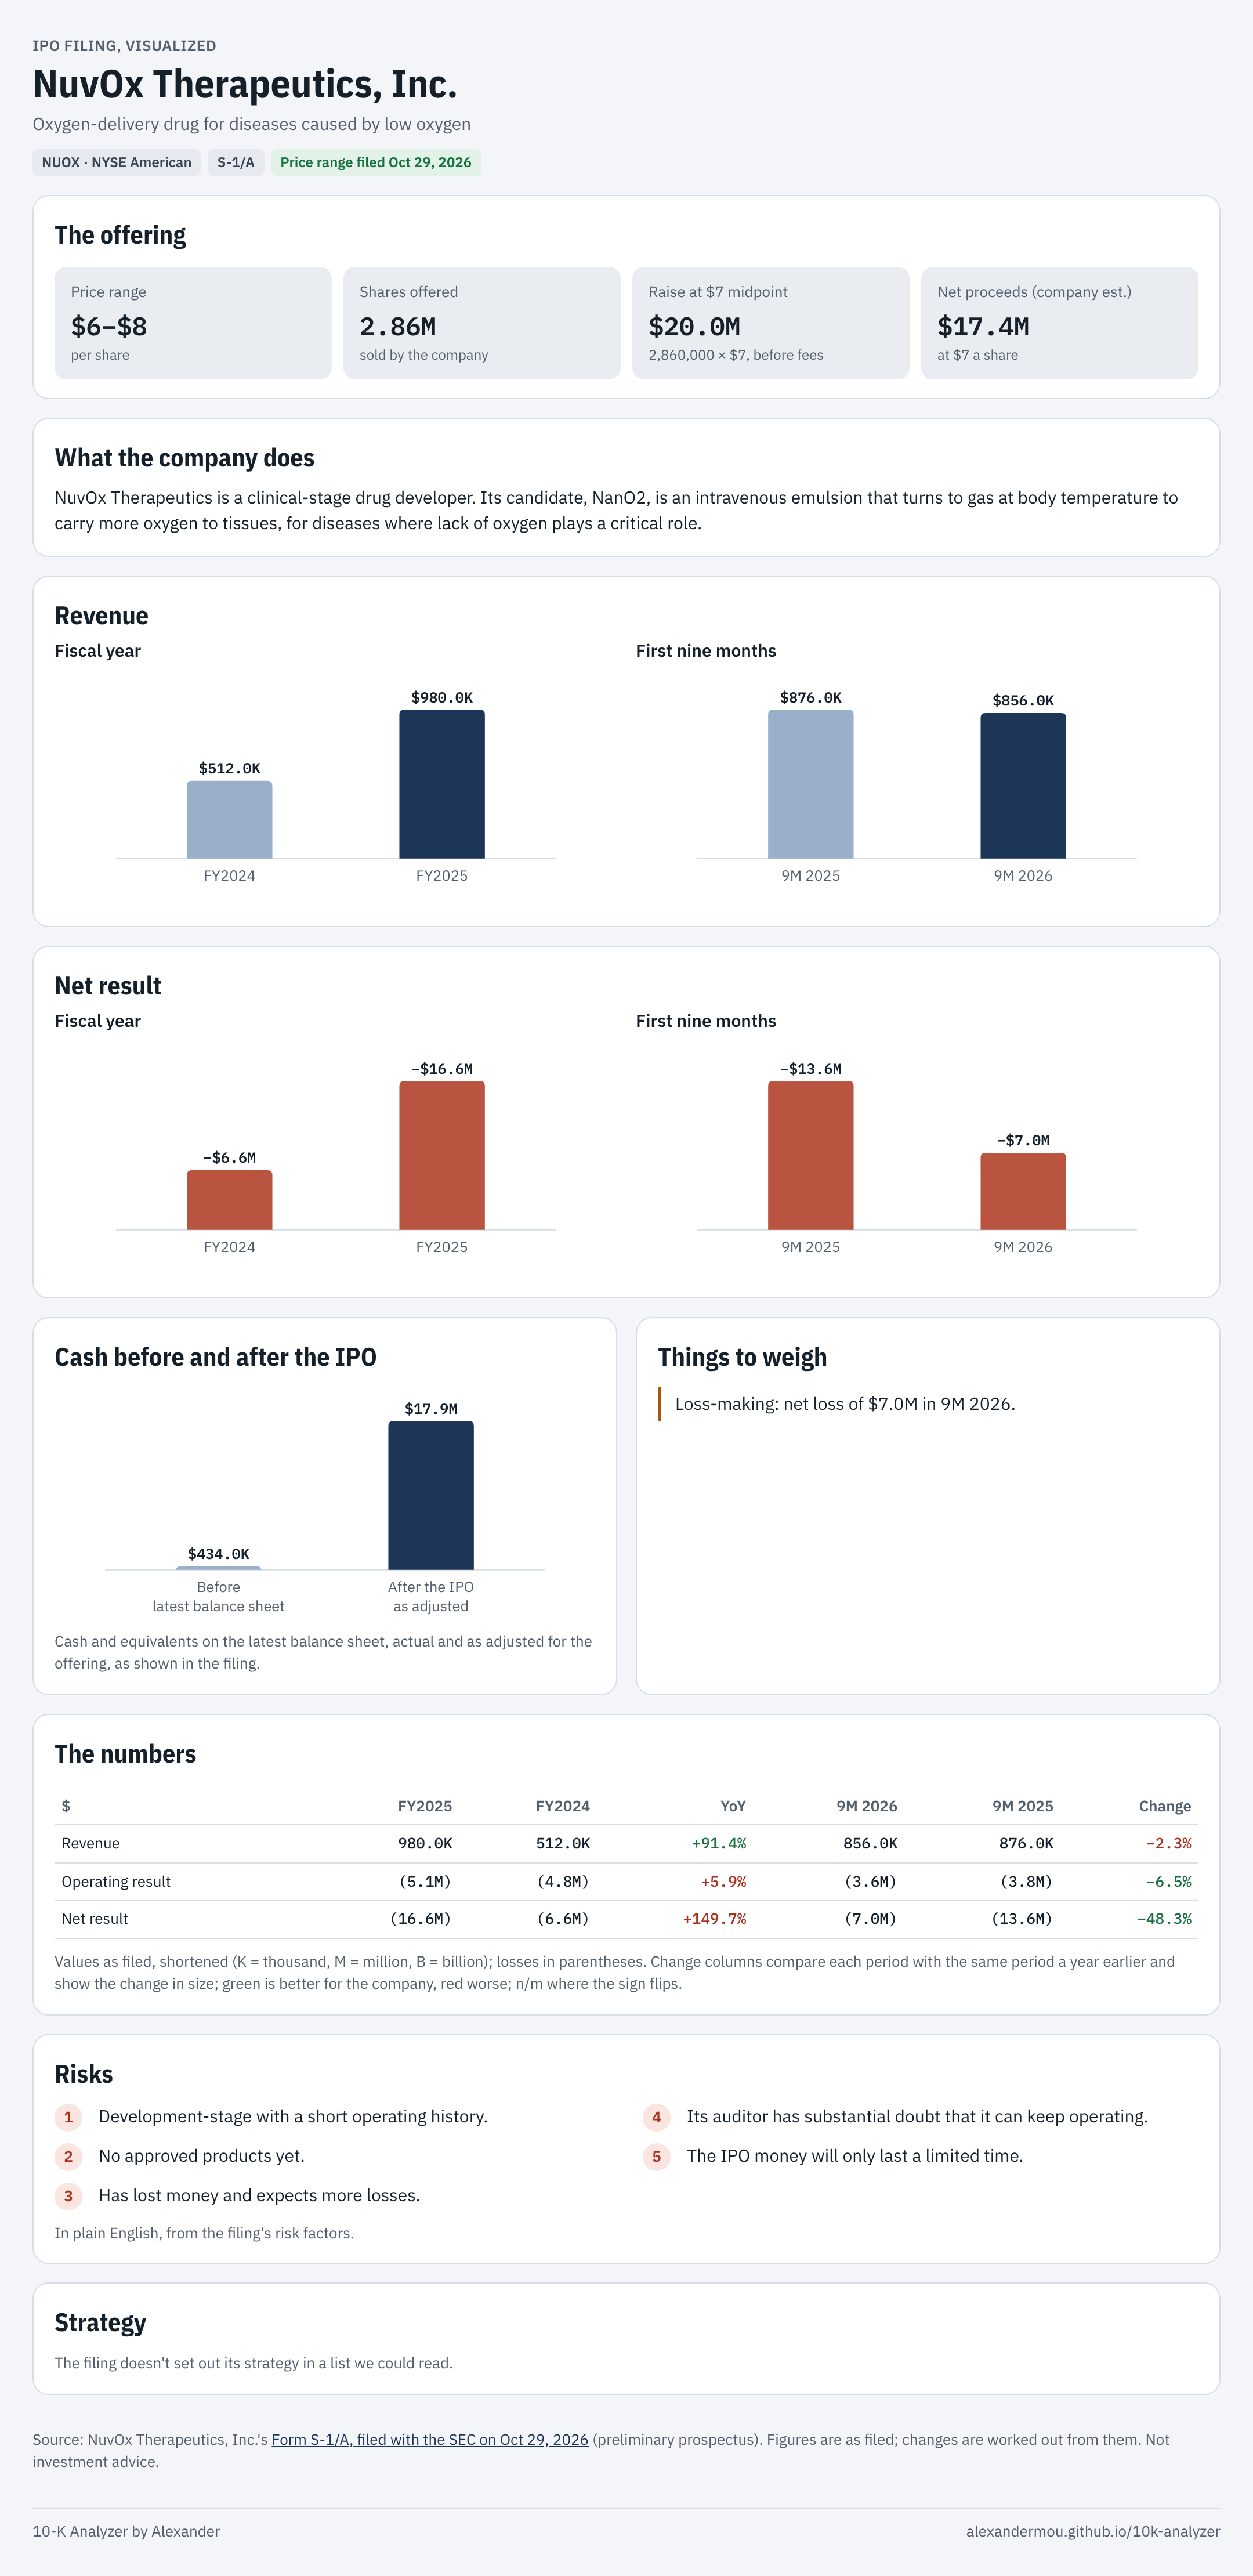 IPO FILING, VISUALIZED
NuvOx Therapeutics, Inc.
Oxygen-delivery drug for diseases caused by low oxygen
NUOX · NYSE American S-1/A Price range filed Oct 29, 2026
The offering
Price range
$6–$8
per share
Shares offered
2.86M
sold by the company
Raise at $7 midpoint
$20.0M
2,860,000 × $7, before fees
Net proceeds (company est.)
$17.4M
at $7 a share
What the company does
NuvOx Therapeutics is a clinical-stage drug developer. Its candidate, NanO2, is an intravenous emulsion that turns to gas at body temperature to
carry more oxygen to tissues, for diseases where lack of oxygen plays a critical role.
Revenue
Fiscal year
$512.0K
$980.0K
FY2024 FY2025
First nine months
$876.0K
$856.0K
9M 2025 9M 2026
Net result
Fiscal year
−$6.6M
−$16.6M
FY2024 FY2025
First nine months
−$13.6M
−$7.0M
9M 2025 9M 2026
Cash before and after the IPO
$434.0K
$17.9M
Before
latest balance sheet
After the IPO
as adjusted
Cash and equivalents on the latest balance sheet, actual and as adjusted for the
offering, as shown in the filing.
Things to weigh
Loss-making: net loss of $7.0M in 9M 2026.
The numbers
$ FY2025 FY2024 YoY 9M 2026 9M 2025 Change
Revenue 980.0K 512.0K +91.4% 856.0K 876.0K −2.3%
Operating result (5.1M) (4.8M) +5.9% (3.6M) (3.8M) −6.5%
Net result (16.6M) (6.6M) +149.7% (7.0M) (13.6M) −48.3%
Values as filed, shortened (K = thousand, M = million, B = billion); losses in parentheses. Change columns compare each period with the same period a year earlier and
show the change in size; green is better for the company, red worse; n/m where the sign flips.
Risks
1 Development-stage with a short operating history.
2 No approved products yet.
3 Has lost money and expects more losses.
4 Its auditor has substantial doubt that it can keep operating.
5 The IPO money will only last a limited time.
In plain English, from the filing's risk factors.
Strategy
The filing doesn't set out its strategy in a list we could read.
Source: NuvOx Therapeutics, Inc.'s Form S-1/A, filed with the SEC on Oct 29, 2026 (preliminary prospectus). Figures are as filed; changes are worked out from them. Not
investment advice.
10-K Analyzer by Alexander
alexandermou.github.io/10k-analyzer